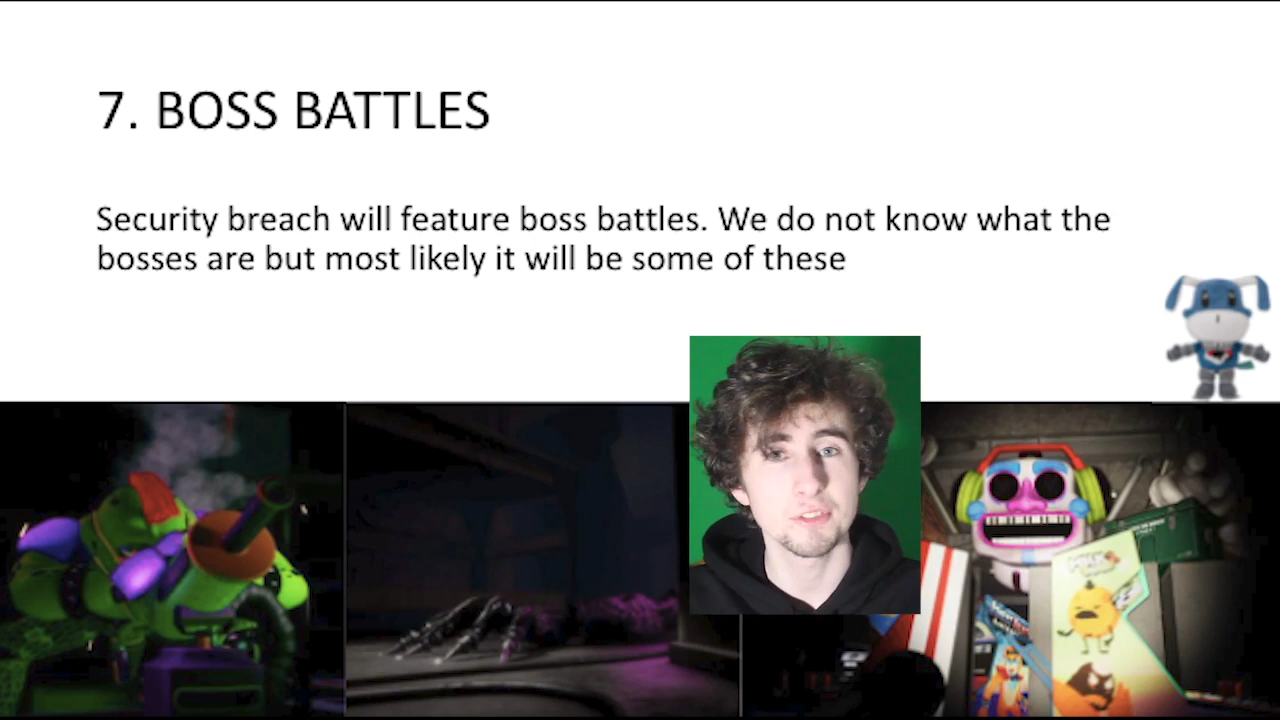 7. BOSS BATTLES
Security breach will feature boss battles. We do not know what the
bosses are but most likely it will be some of these